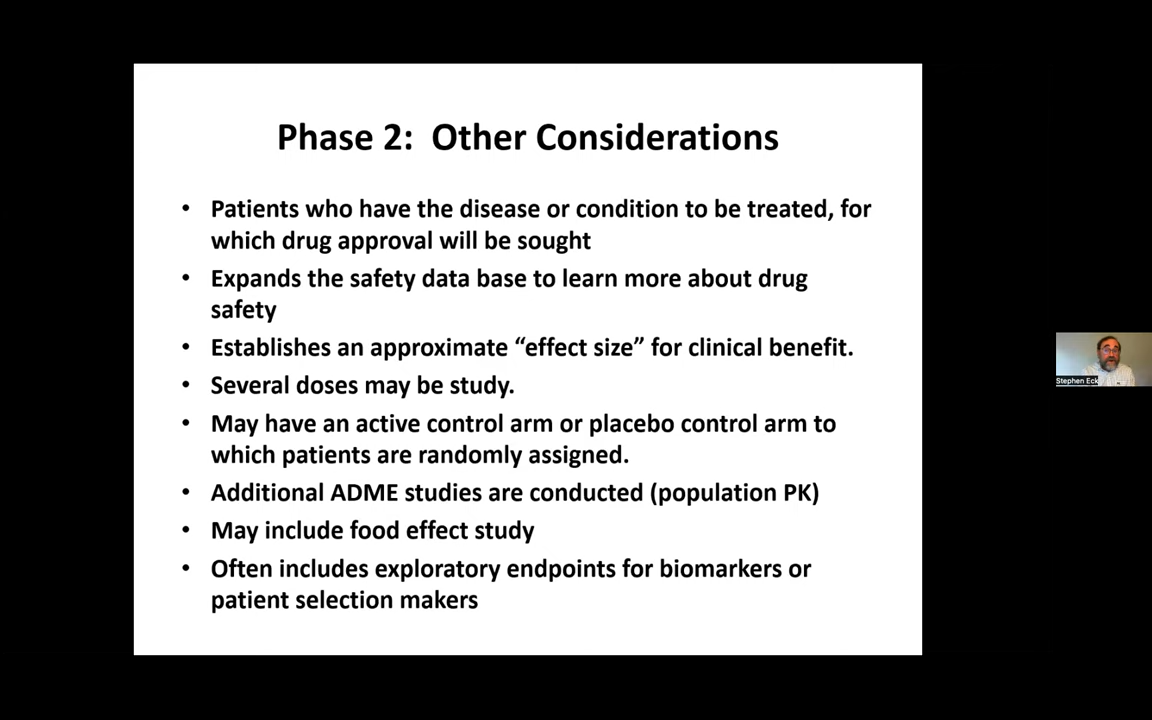 Phase 2:  Other Considerations
• Patients who have the disease or condition to be treated, for
which drug approval will be sought
• Expands the safety data base to learn more about drug
safety
• Establishes an approximate “effect size” for clinical benefit.
• Several doses may be study.
• May have an active control arm or placebo control arm to
which patients are randomly assigned.
• Additional ADME studies are conducted (population PK)
• May include food effect study
• Often includes exploratory endpoints for biomarkers or
patient selection makers
Stephen Eck